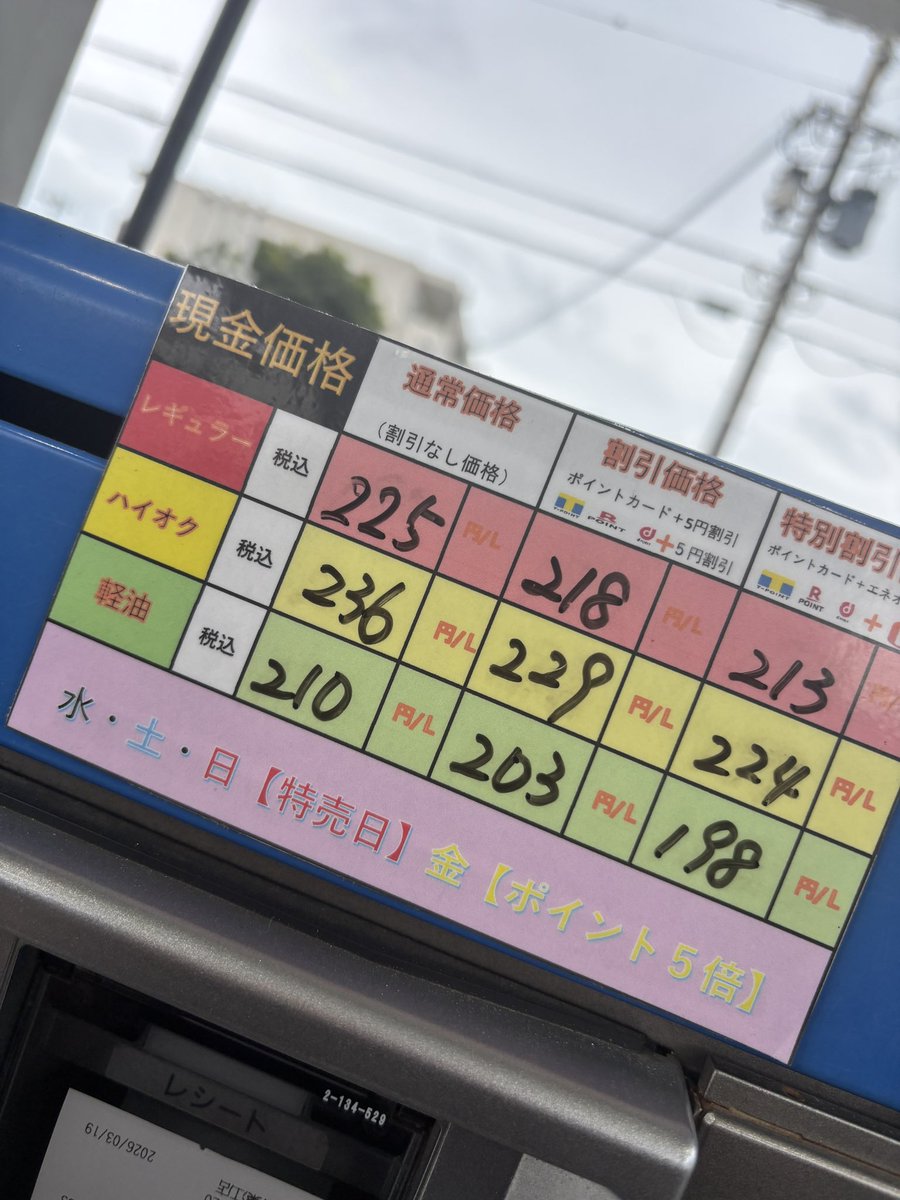 現金価格
通常価格
(割引なし価格)
割引価格
ポイントカード+5円割引
T-POINT R POINT d +5円割引
特別割引
ポイントカード+エネオ
T-POINT R POINT d +
レギュラー 税込 225 円/L 218 円/L 213
ハイオク 税込 236 円/L 229 円/L 224 円/L
軽油 税込 210 円/L 203 円/L 198 円/L
水・土・日【特売日】金【ポイント5倍】
レシート
2-134-629
2026/03/19